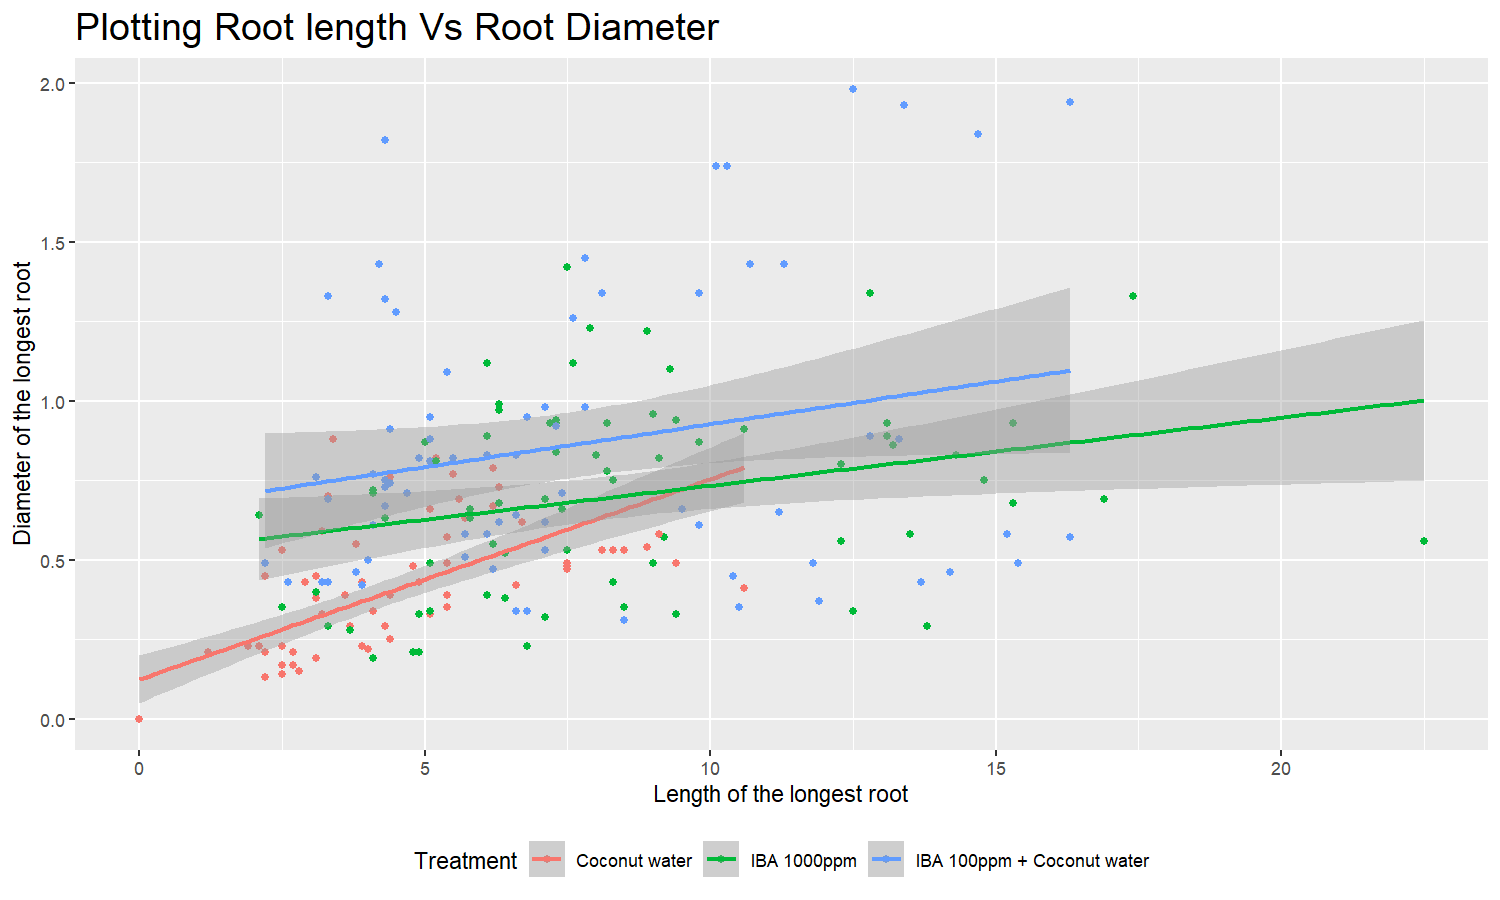 Plotting Root length Vs Root Diameter
Diameter of the longest root
2.0
1.5
1.0
0.5
0.0
0 5 10 15 20
Length of the longest root
Treatment Coconut water IBA 1000ppm IBA 100ppm + Coconut water